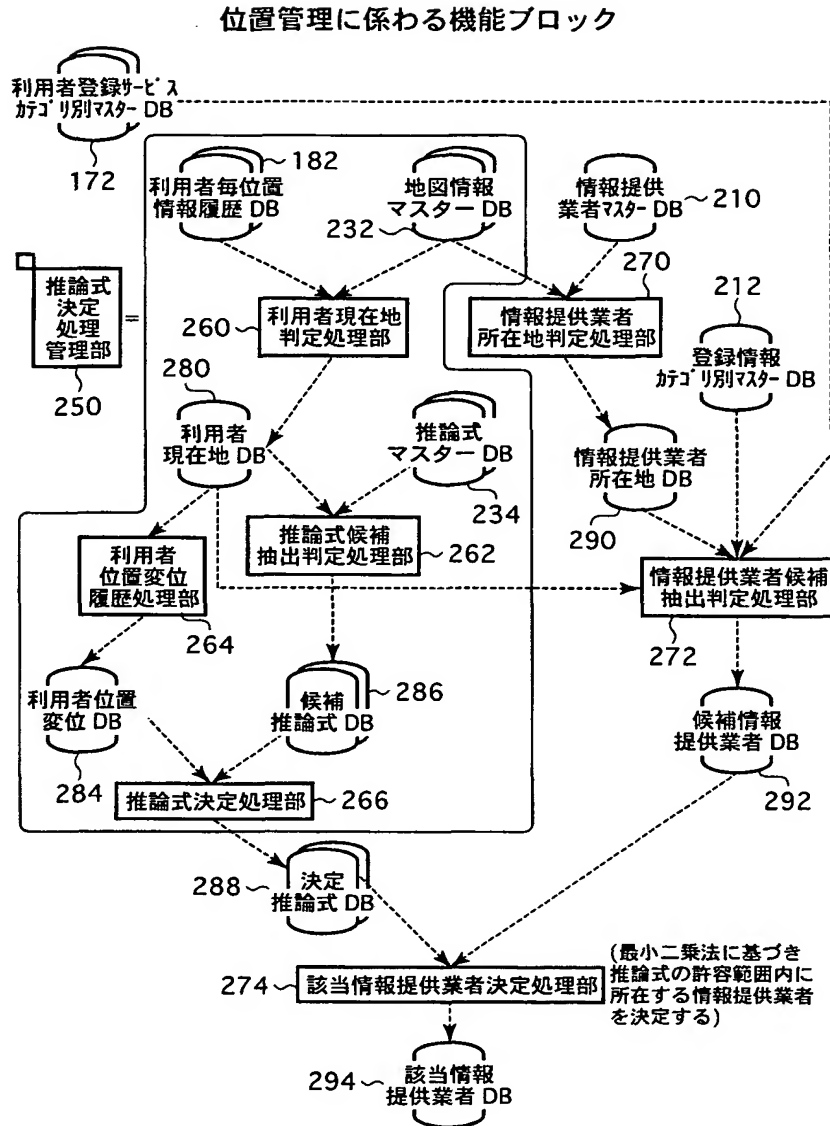 位置管理に係わる機能ブロック
利用者登録サービス
カテゴリ別マスター DB
172
182
利用者毎位置
情報履歴 DB
地図情報
マスター DB
232
情報提供
業者マスター DB
210
推論式
決定
処理
管理部
=
250
260
利用者現在地
判定処理部
270
情報提供業者
所在地判定処理部
212
登録情報
カテゴリ別マスター DB
280
利用者
現在地 DB
推論式
マスター DB
234
情報提供業者
所在地 DB
290
利用者
位置変位
履歴処理部
264
推論式候補
抽出判定処理部
262
情報提供業者候補
抽出判定処理部
272
利用者位置
変位 DB
284
候補
推論式 DB
286
候補情報
提供業者 DB
292
推論式決定処理部
266
288
決定
推論式 DB
274
該当情報提供業者決定処理部
(最小二乗法に基づき
推論式の許容範囲内に
所在する情報提供業者
を決定する)
294
該当情報
提供業者 DB